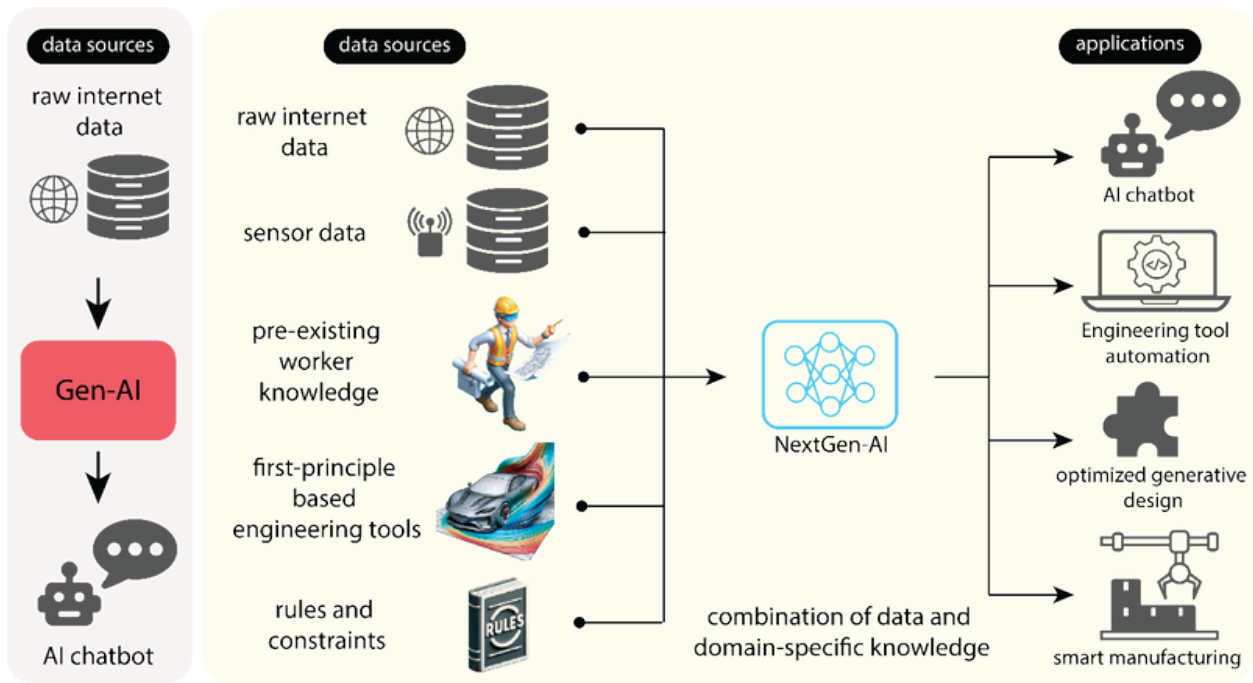 data sources
raw internet
data
Gen-AI
AI chatbot
data sources
raw internet
data
sensor data
pre-existing
worker
knowledge
first-principle
based
engineering tools
rules and
constraints
RULES
NextGen-AI
combination of data and
domain-specific knowledge
applications
AI chatbot
</>
Engineering tool
automation
optimized generative
design
smart manufacturing